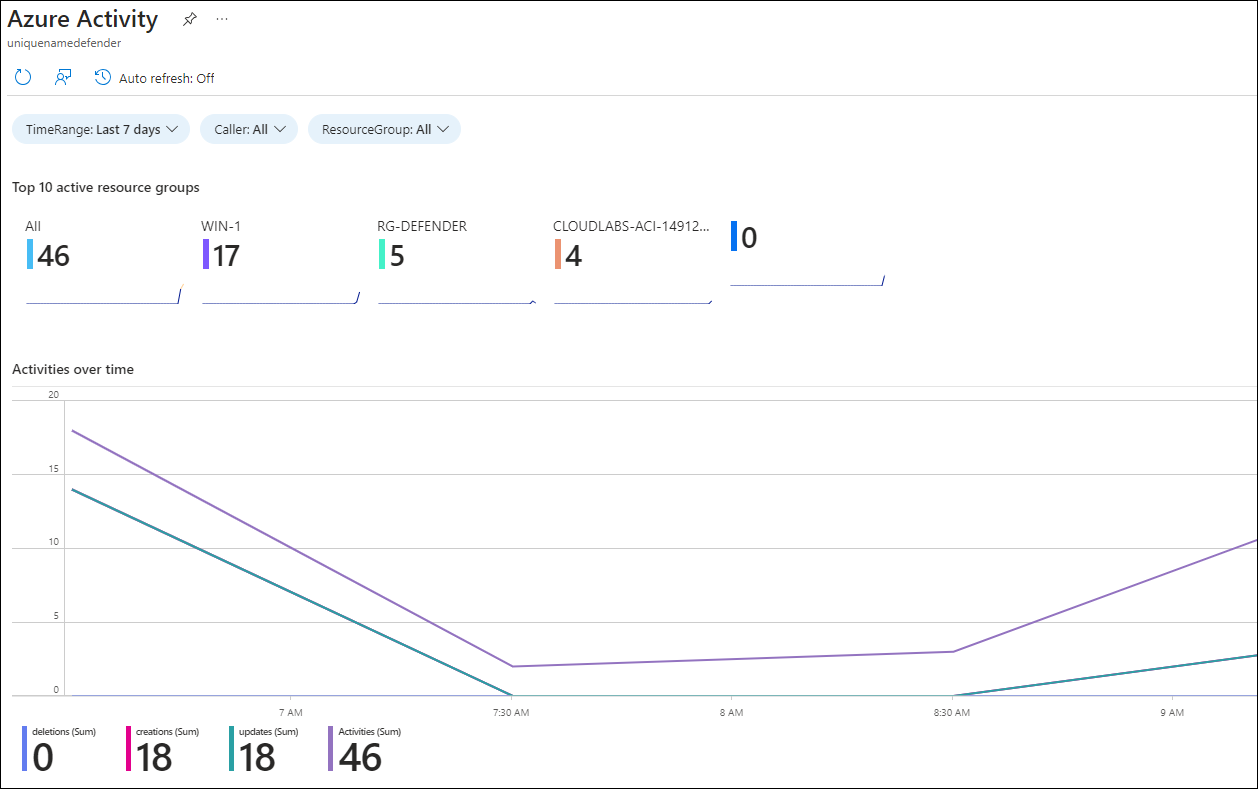 Azure Activity
uniquenamedefender
Auto refresh: Off
TimeRange: Last 7 days
Caller: All
ResourceGroup: All
Top 10 active resource groups
All WIN-1 RG-DEFENDER CLOUDLABS-ACI-14912...
46 17 5 4 0
Activities over time
20
15
10
5
0
7 AM 7:30 AM 8 AM 8:30 AM 9 AM
deletions (Sum) creations (Sum) updates (Sum) Activities (Sum)
0 18 18 46